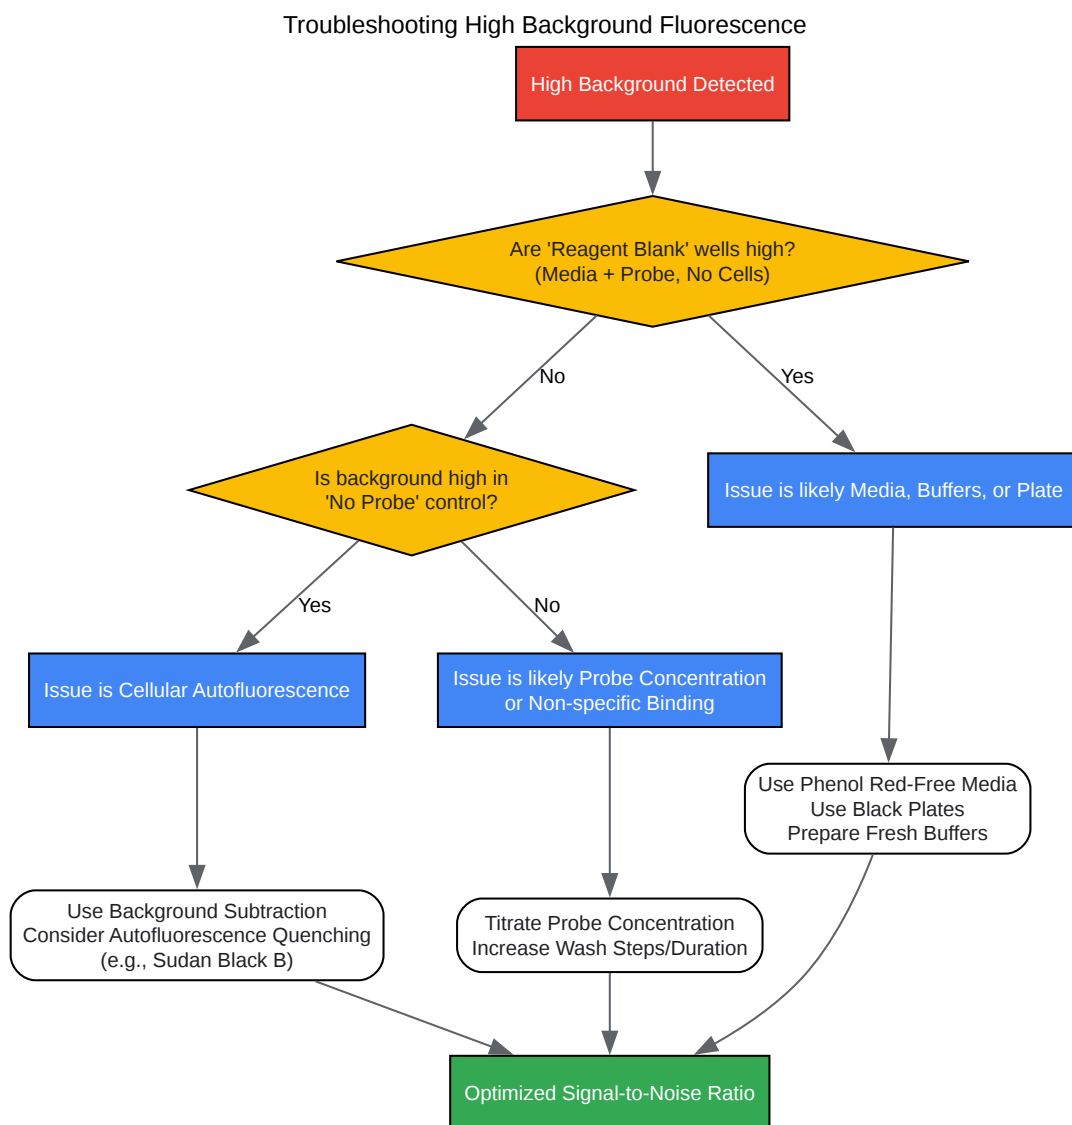 Troubleshooting High Background Fluorescence
High Background Detected
Are 'Reagent Blank' wells high?
(Media + Probe, No Cells)
No
Yes
Is background high in
'No Probe' control?
Issue is likely Media, Buffers, or Plate
Yes
No
Issue is Cellular Autofluorescence
Issue is likely Probe Concentration
or Non-specific Binding
Use Phenol Red-Free Media
Use Black Plates
Prepare Fresh Buffers
Use Background Subtraction
Consider Autofluorescence Quenching
(e.g., Sudan Black B)
Titrate Probe Concentration
Increase Wash Steps/Duration
Optimized Signal-to-Noise Ratio